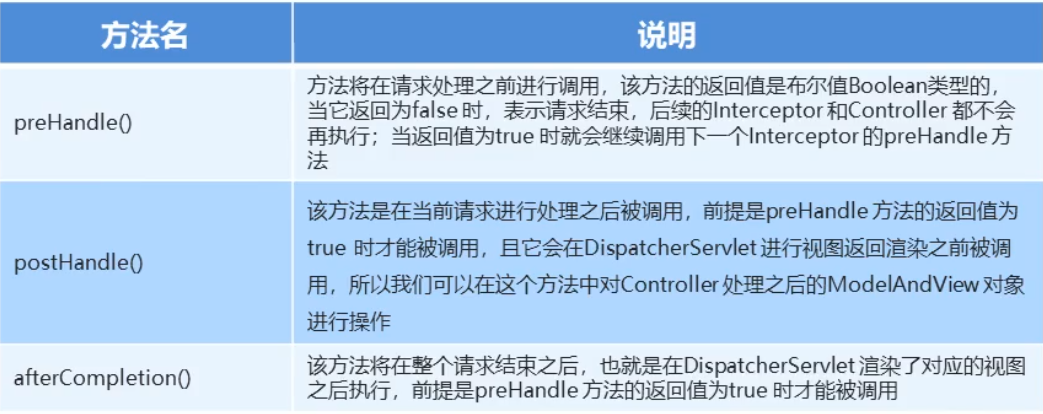 方法名
说明
preHandle()
方法将在请求处理之前进行调用，该方法的返回值是布尔值Boolean类型的，
当它返回为false 时，表示请求结束，后续的Interceptor 和Controller 都不会
再执行；当返回值为true 时就会继续调用下一个Interceptor 的preHandle 方
法
postHandle()
该方法是在当前请求进行处理之后被调用，前提是preHandle 方法的返回值为
true 时才能被调用，且它会在DispatcherServlet 进行视图返回渲染之前被调
用，所以我们可以在这个方法中对Controller 处理之后的ModelAndView 对象
进行操作
afterCompletion()
该方法将在整个请求结束之后，也就是在DispatcherServlet 渲染了对应的视图
之后执行，前提是preHandle 方法的返回值为true 时才能被调用